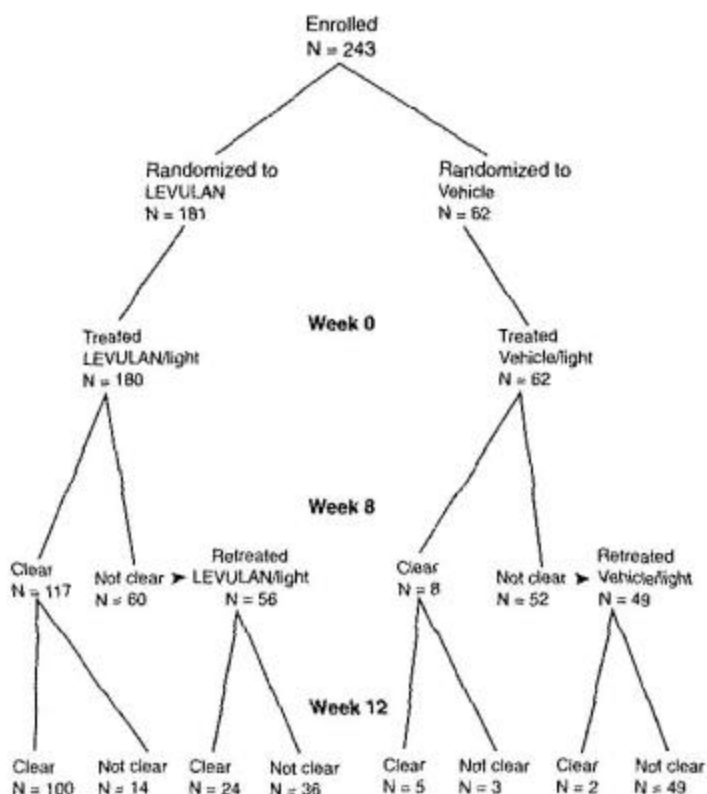 Enrolled
N = 243
Randomized to
LEVULAN
N = 181
Randomized to
Vehicle
N = 62
Week 0
Treated
LEVULAN/light
N = 180
Treated
Vehicle/light
N = 62
Week 8
Clear
N = 117
Not clear ➤
N = 60
Retreated
LEVULAN/light
N = 56
Clear
N = 8
Not clear ➤
N = 52
Retreated
Vehicle/light
N = 49
Week 12
Clear
N = 100
Not clear
N = 14
Clear
N = 24
Not clear
N = 36
Clear
N = 5
Not clear
N = 3
Clear
N = 2
Not clear
N = 49